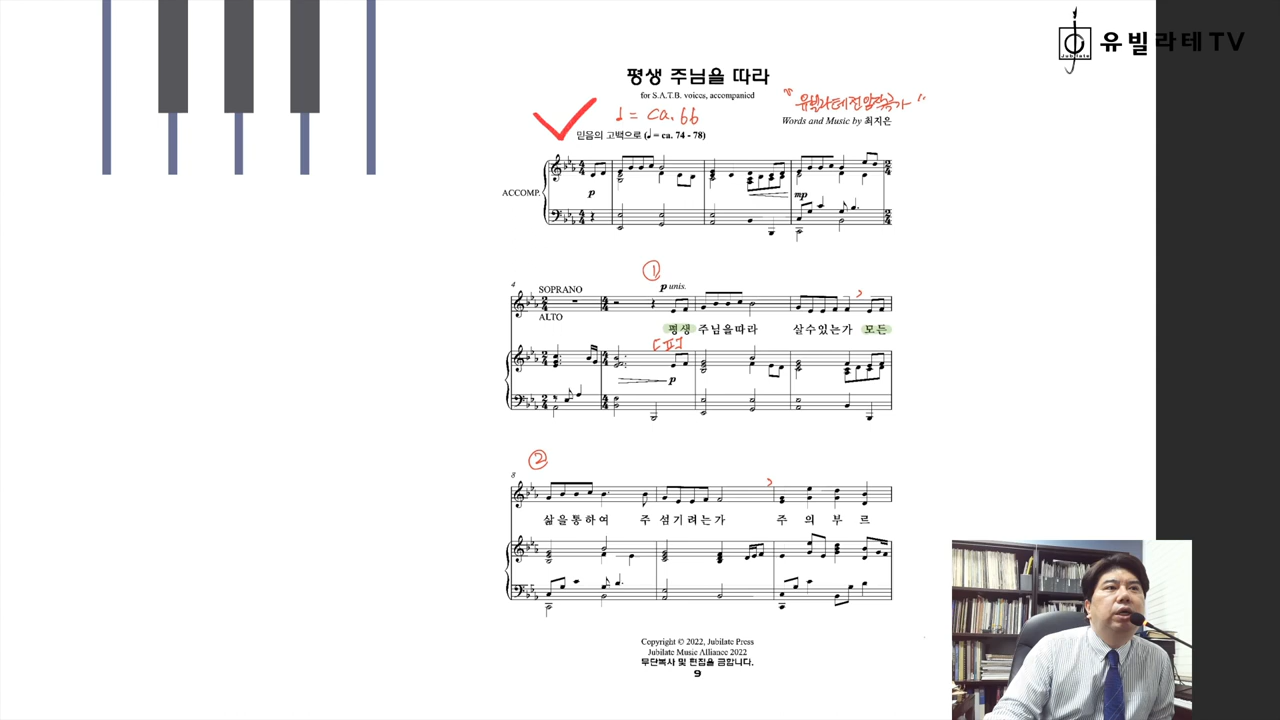 유빌라테 TV
Jubilate
평생 주님을 따라
for S.A.T.B. voices, accompanied
"유빌라테 전임작곡가"
♩= ca. 66
Words and Music by 최지은
믿음의 고백으로 (♩= ca. 74 - 78)
ACCOMP.
p
mp
①
4
SOPRANO
p unis.
ALTO
평생 주님을따라 살수있는가 모든
[ㅍ]
p
②
8
삶을통하여 주 섬기려는가 주 의 부 르
Copyright © 2022, Jubilate Press
Jubilate Music Alliance 2022
무단복사 및 편집을 금합니다.
9